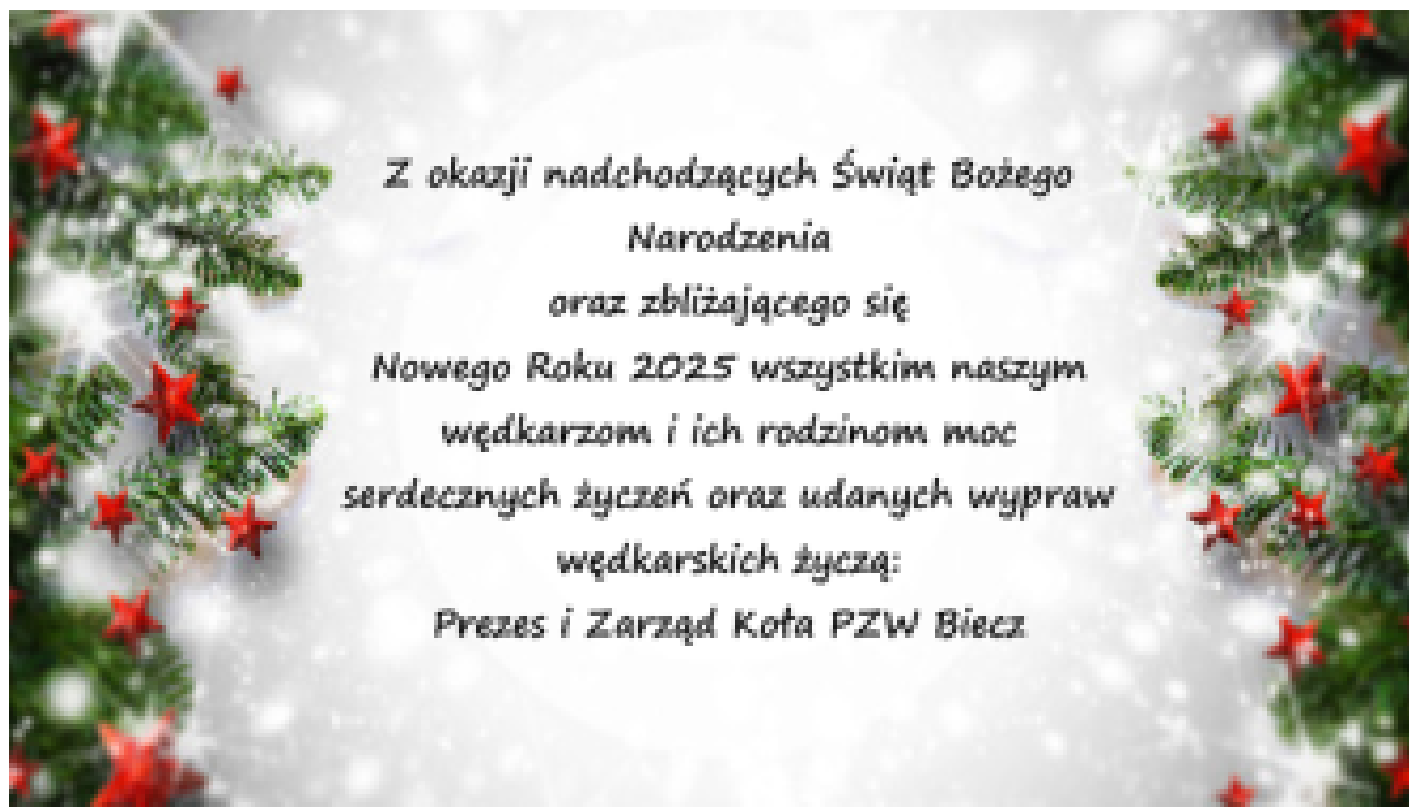 Z okazji nadchodzących Świąt Bożego
Narodzenia
oraz zbliżającego się
Nowego Roku 2025 wszystkim naszym
wędkarzom i ich rodzinom moc
serdecznych życzeń oraz udanych wypraw
wędkarskich życzą:
Prezes i Zarząd Koła PZW Biecz